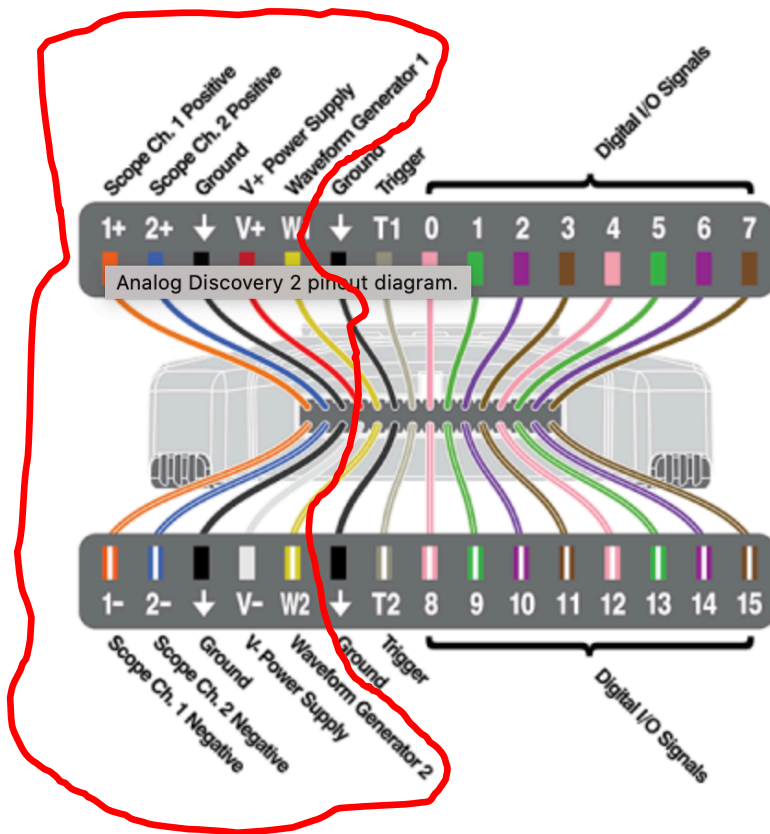 Scope Ch. 1 Positive
Scope Ch. 2 Positive
Ground
V+ Power Supply
Waveform Generator 1
Ground
Trigger
Digital I/O Signals
1+ 2+ V+ W1 T1 0 1 2 3 4 5 6 7
Analog Discovery 2 pinout diagram.
1- 2- V- W2 T2 8 9 10 11 12 13 14 15
Scope Ch. 1 Negative
Scope Ch. 2 Negative
Ground
V- Power Supply
Waveform Generator 2
Ground
Trigger
Digital I/O Signals